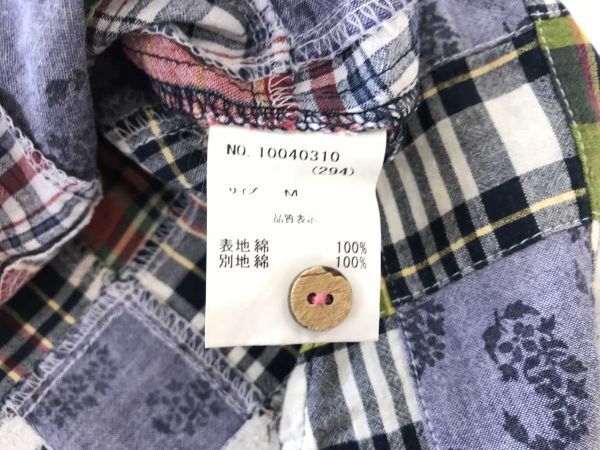 NO. 10040310
(294)
サイズ M
品質表示
表地 綿 100%
別地 綿 100%